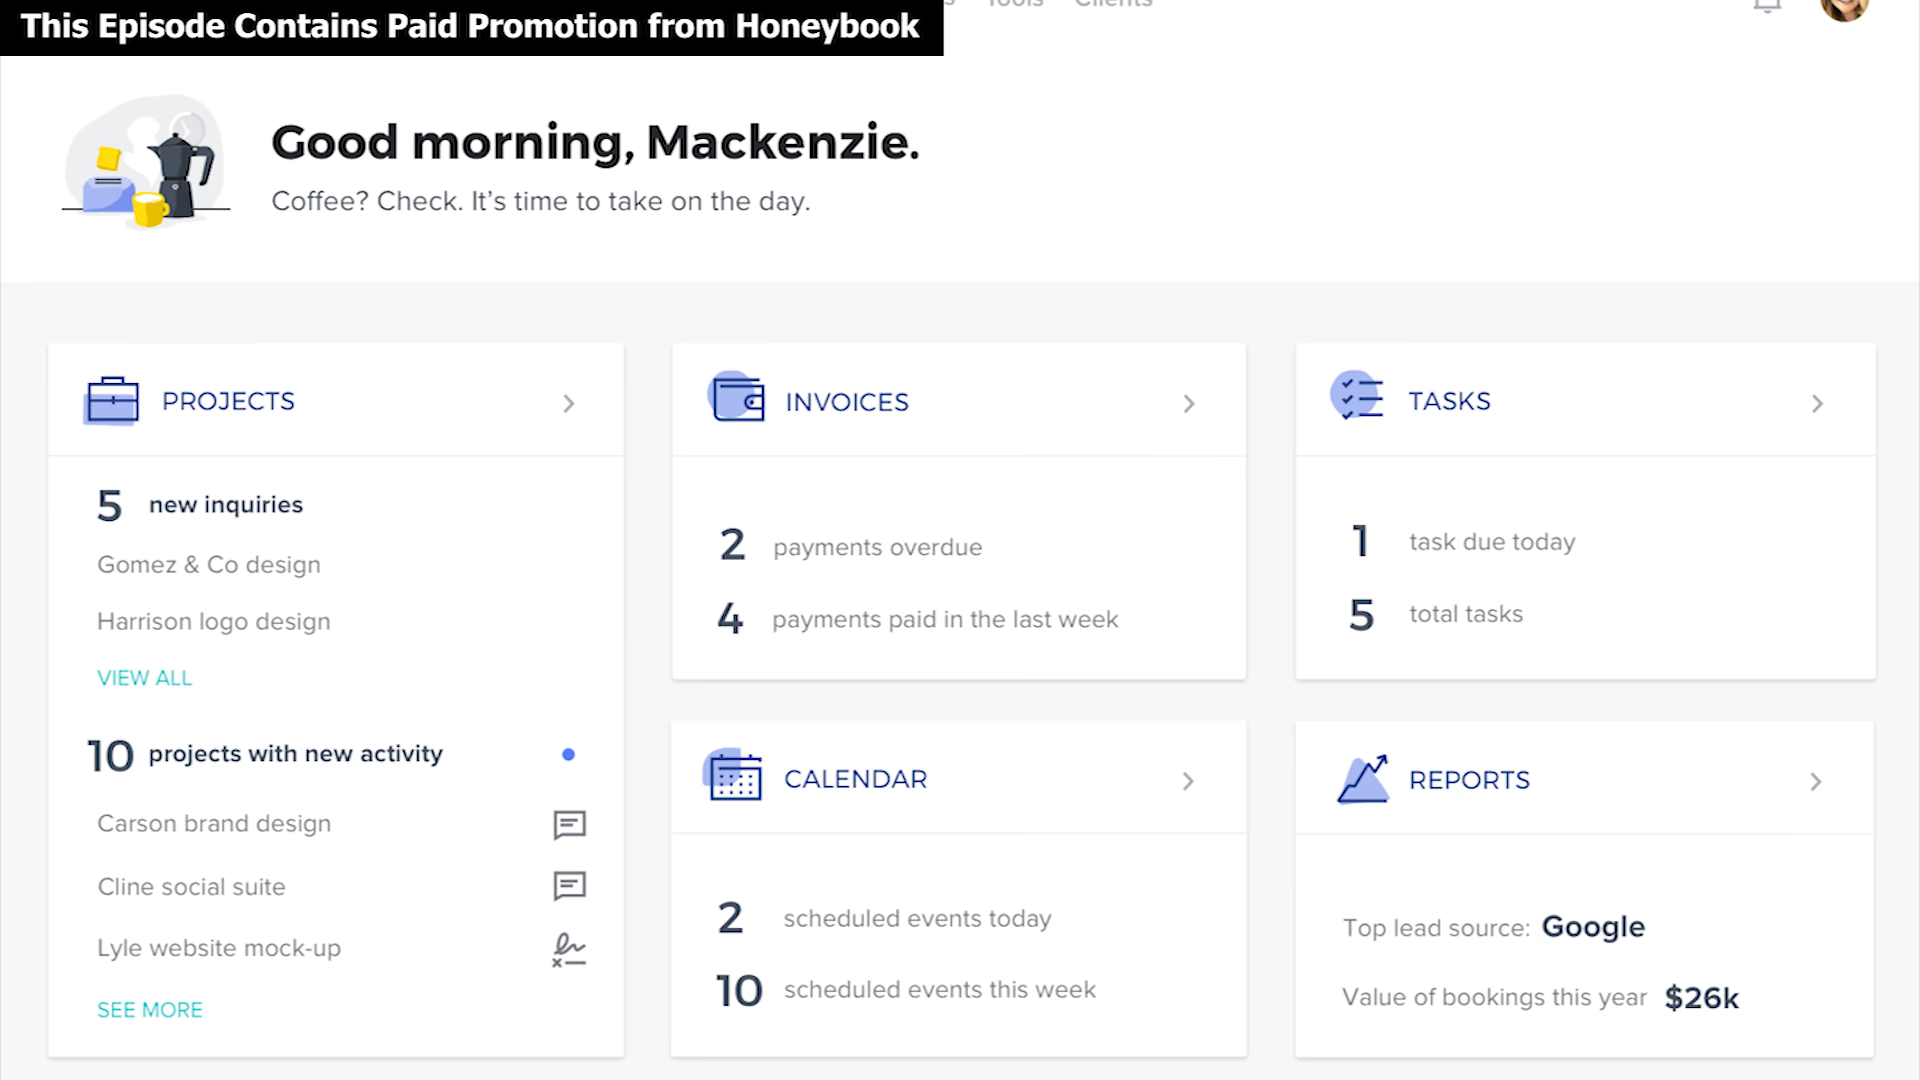 This Episode Contains Paid Promotion from Honeybook
Tools Clients
Good morning, Mackenzie.
Coffee? Check. It’s time to take on the day.
PROJECTS
5 new inquiries
Gomez & Co design
Harrison logo design
VIEW ALL
10 projects with new activity
Carson brand design
Cline social suite
Lyle website mock-up
SEE MORE
INVOICES
2 payments overdue
4 payments paid in the last week
TASKS
1 task due today
5 total tasks
CALENDAR
2 scheduled events today
10 scheduled events this week
REPORTS
Top lead source: Google
Value of bookings this year $26k